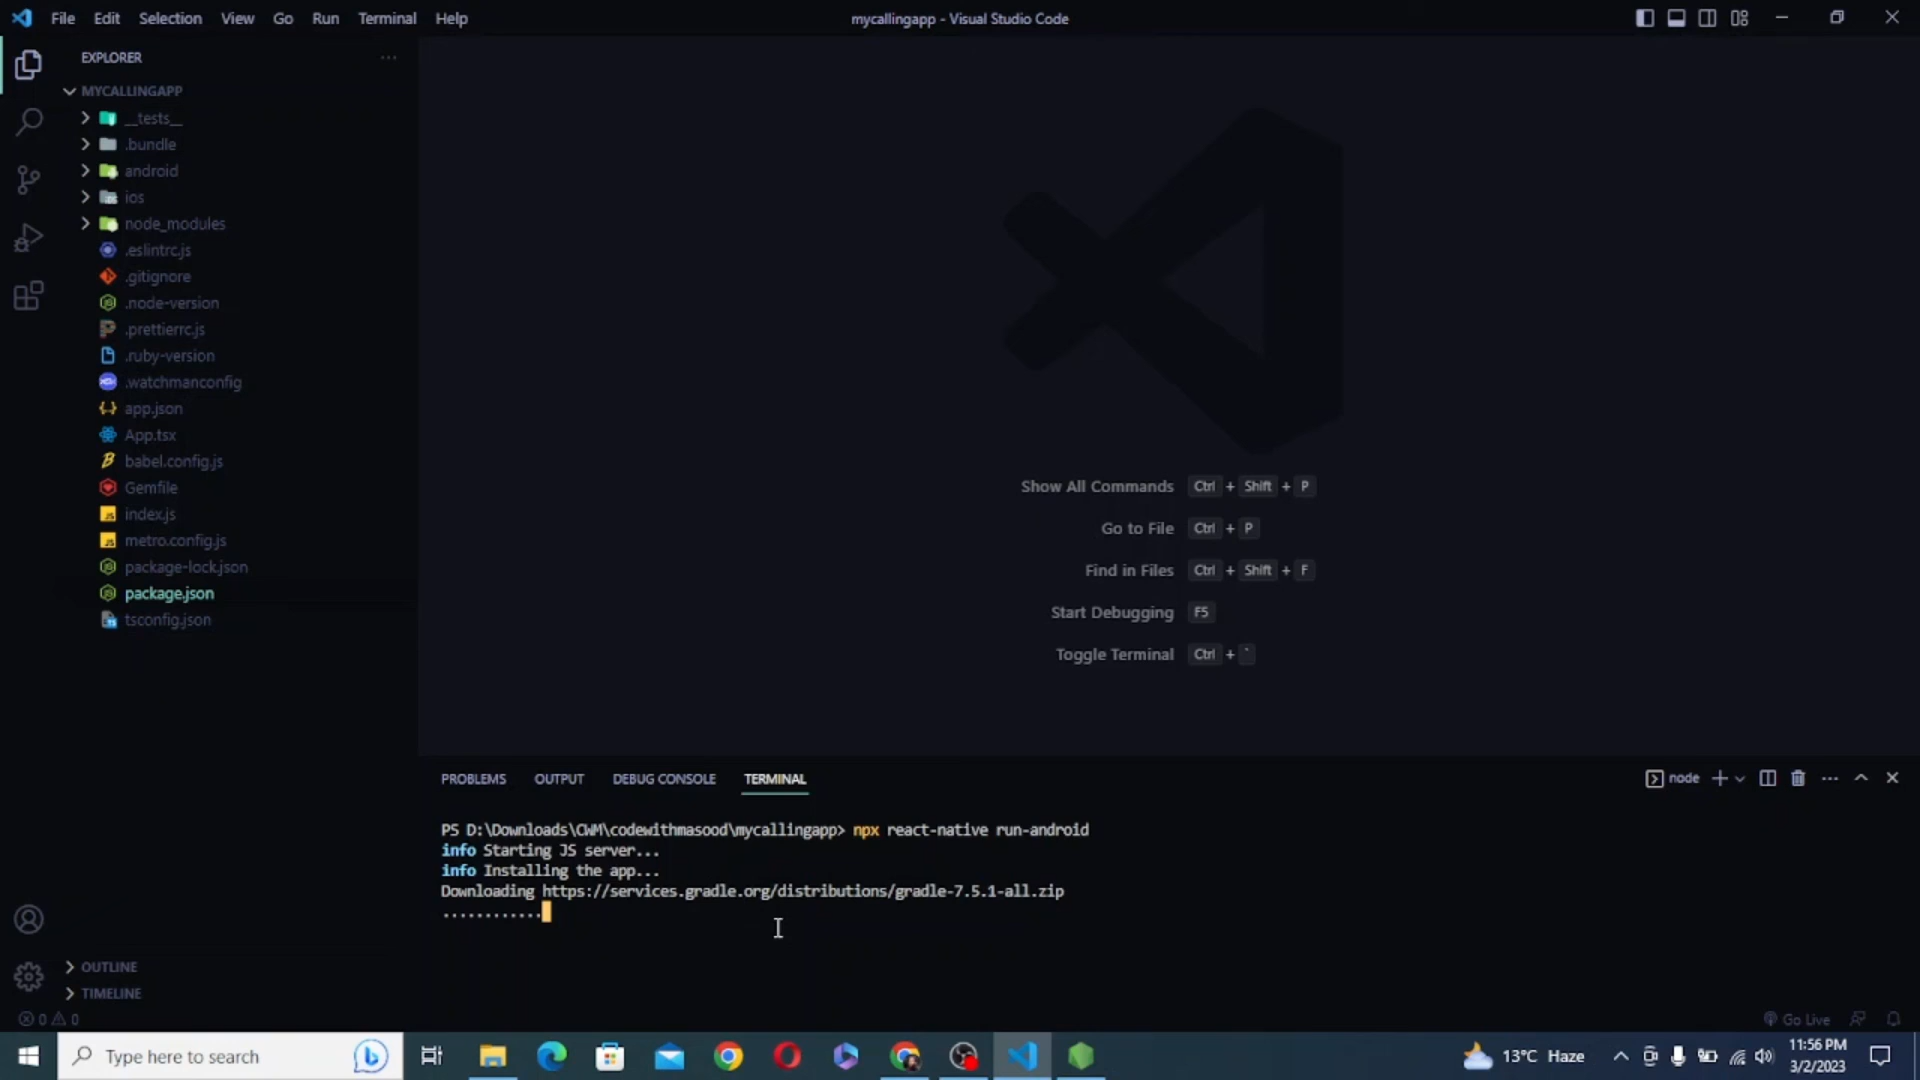 File Edit Selection View Go Run Terminal Help
mycallingapp - Visual Studio Code
EXPLORER
MYCALLINGAPP
__tests__
.bundle
android
ios
node_modules
.eslintrc.js
.gitignore
.node-version
.prettierrc.js
.ruby-version
.watchmanconfig
app.json
App.tsx
babel.config.js
Gemfile
index.js
metro.config.js
package-lock.json
package.json
tsconfig.json
OUTLINE
TIMELINE
Show All Commands Ctrl + Shift + P
Go to File Ctrl + P
Find in Files Ctrl + Shift + F
Start Debugging F5
Toggle Terminal Ctrl + `
PROBLEMS OUTPUT DEBUG CONSOLE TERMINAL
node
PS D:\Downloads\CWM\codewithmasood\mycallingapp> npx react-native run-android
info Starting JS server...
info Installing the app...
Downloading https://services.gradle.org/distributions/gradle-7.5.1-all.zip
............
0 0
Go Live
Type here to search
13°C Haze
11:56 PM
3/2/2023